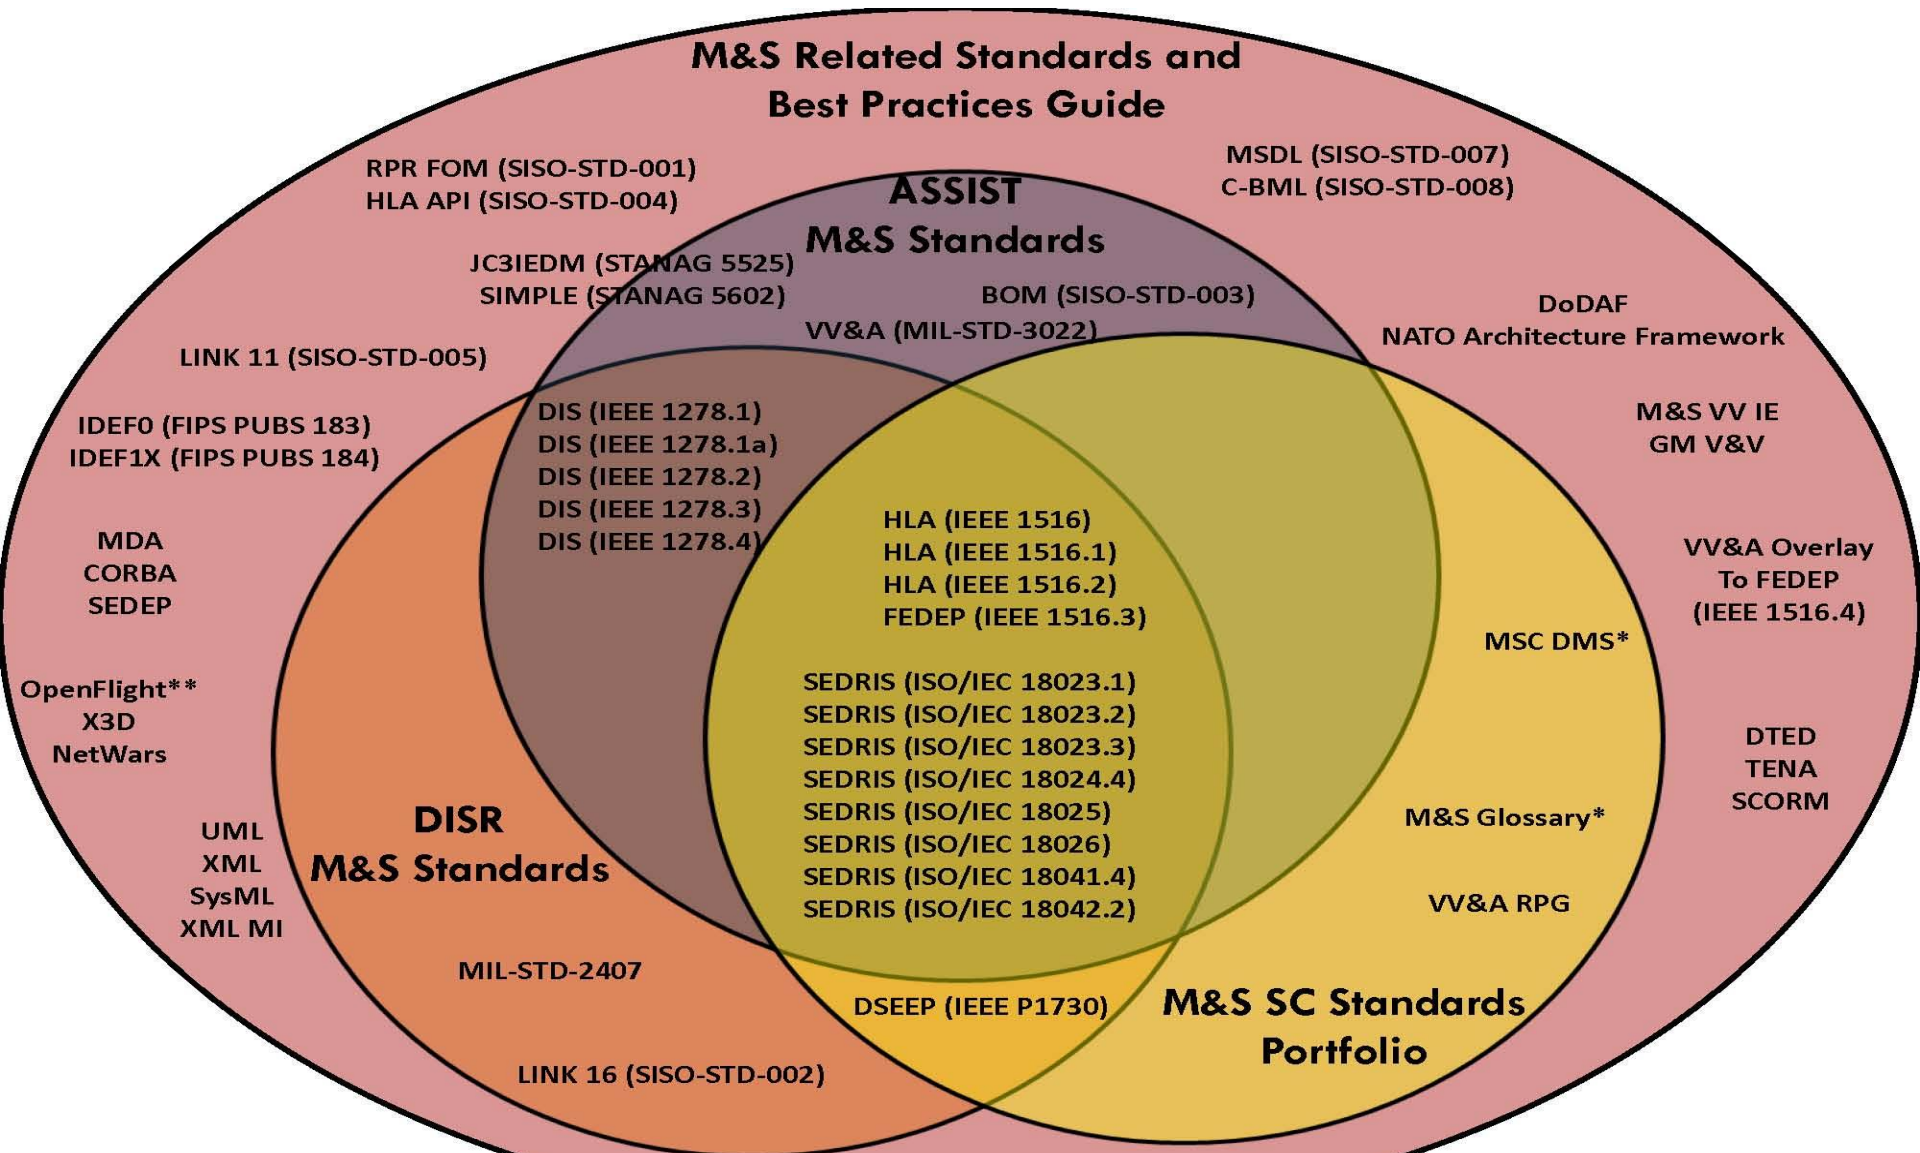 M&S Related Standards and
Best Practices Guide
RPR FOM (SISO-STD-001)
HLA API (SISO-STD-004)
MSDL (SISO-STD-007)
C-BML (SISO-STD-008)
ASSIST
M&S Standards
JC3IEDM (STANAG 5525)
SIMPLE (STANAG 5602)
BOM (SISO-STD-003)
VV&A (MIL-STD-3022)
DoDAF
NATO Architecture Framework
LINK 11 (SISO-STD-005)
IDEF0 (FIPS PUBS 183)
IDEF1X (FIPS PUBS 184)
DIS (IEEE 1278.1)
DIS (IEEE 1278.1a)
DIS (IEEE 1278.2)
DIS (IEEE 1278.3)
DIS (IEEE 1278.4)
M&S VV IE
GM V&V
HLA (IEEE 1516)
HLA (IEEE 1516.1)
HLA (IEEE 1516.2)
FEDEP (IEEE 1516.3)
MDA
CORBA
SEDEP
VV&A Overlay
To FEDEP
(IEEE 1516.4)
MSC DMS*
SEDRIS (ISO/IEC 18023.1)
SEDRIS (ISO/IEC 18023.2)
SEDRIS (ISO/IEC 18023.3)
SEDRIS (ISO/IEC 18024.4)
SEDRIS (ISO/IEC 18025)
SEDRIS (ISO/IEC 18026)
SEDRIS (ISO/IEC 18041.4)
SEDRIS (ISO/IEC 18042.2)
OpenFlight**
X3D
NetWars
DTED
TENA
SCORM
M&S Glossary*
DISR
M&S Standards
UML
XML
SysML
XML MI
VV&A RPG
MIL-STD-2407
DSEEP (IEEE P1730)
M&S SC Standards
Portfolio
LINK 16 (SISO-STD-002)